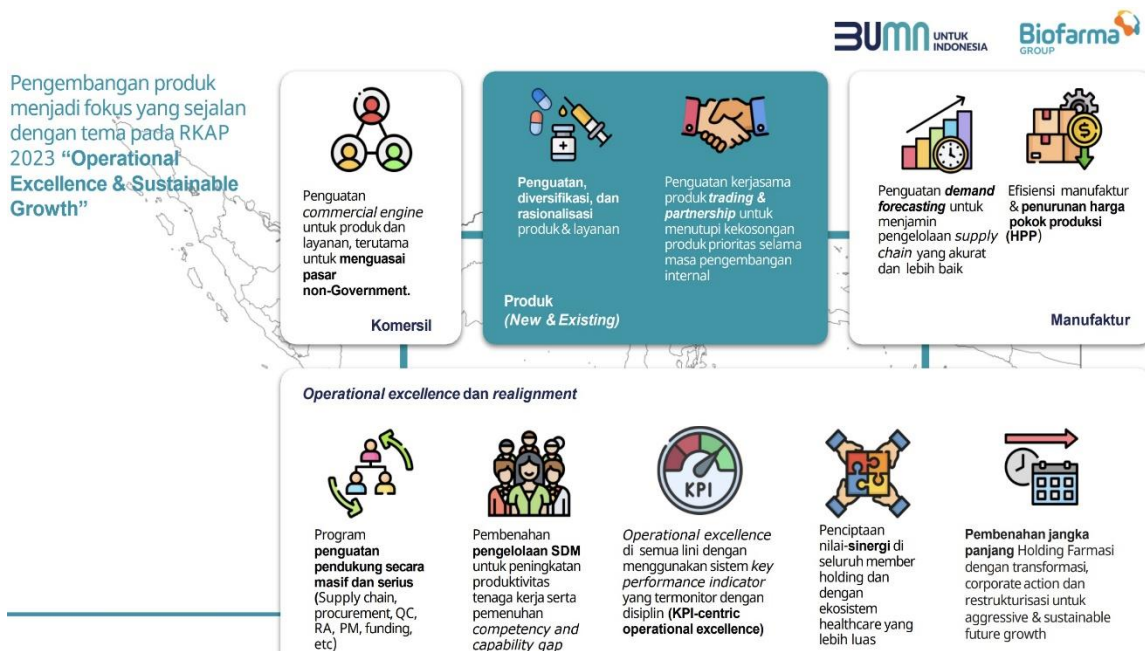 BUMN UNTUK
INDONESIA
Biofarma
GROUP
Pengembangan produk
menjadi fokus yang sejalan
dengan tema pada RKAP
2023 “Operational
Excellence & Sustainable
Growth”
Penguatan
commercial engine
untuk produk dan
layanan, terutama
untuk menguasai
pasar
non-Government.
Komersil
Penguatan,
diversifikasi, dan
rasionalisasi
produk & layanan
Penguatan kerjasama
produk trading &
partnership untuk
menutupi kekosongan
produk prioritas selama
masa pengembangan
internal
Produk
(New & Existing)
Penguatan demand
forecasting untuk
menjamin
pengelolaan supply
chain yang akurat
dan lebih baik
Efisiensi manufaktur
& penurunan harga
pokok produksi
(HPP)
Manufaktur
Operational excellence dan realignment
Program
penguatan
pendukung secara
masif dan serius
(Supply chain,
procurement, QC,
RA, PM, funding,
etc)
Pembenahan
pengelolaan SDM
untuk peningkatan
produktivitas
tenaga kerja serta
pemenuhan
competency and
capability gap
KPI
Operational excellence
di semua lini dengan
menggunakan sistem key
performance indicator
yang termonitor dengan
disiplin (KPI-centric
operational excellence)
Penciptaan
nilai-sinergi di
seluruh member
holding dan
dengan
ekosistem
healthcare yang
lebih luas
Pembenahan jangka
panjang Holding Farmasi
dengan transformasi,
corporate action dan
restrukturisasi untuk
aggressive & sustainable
future growth